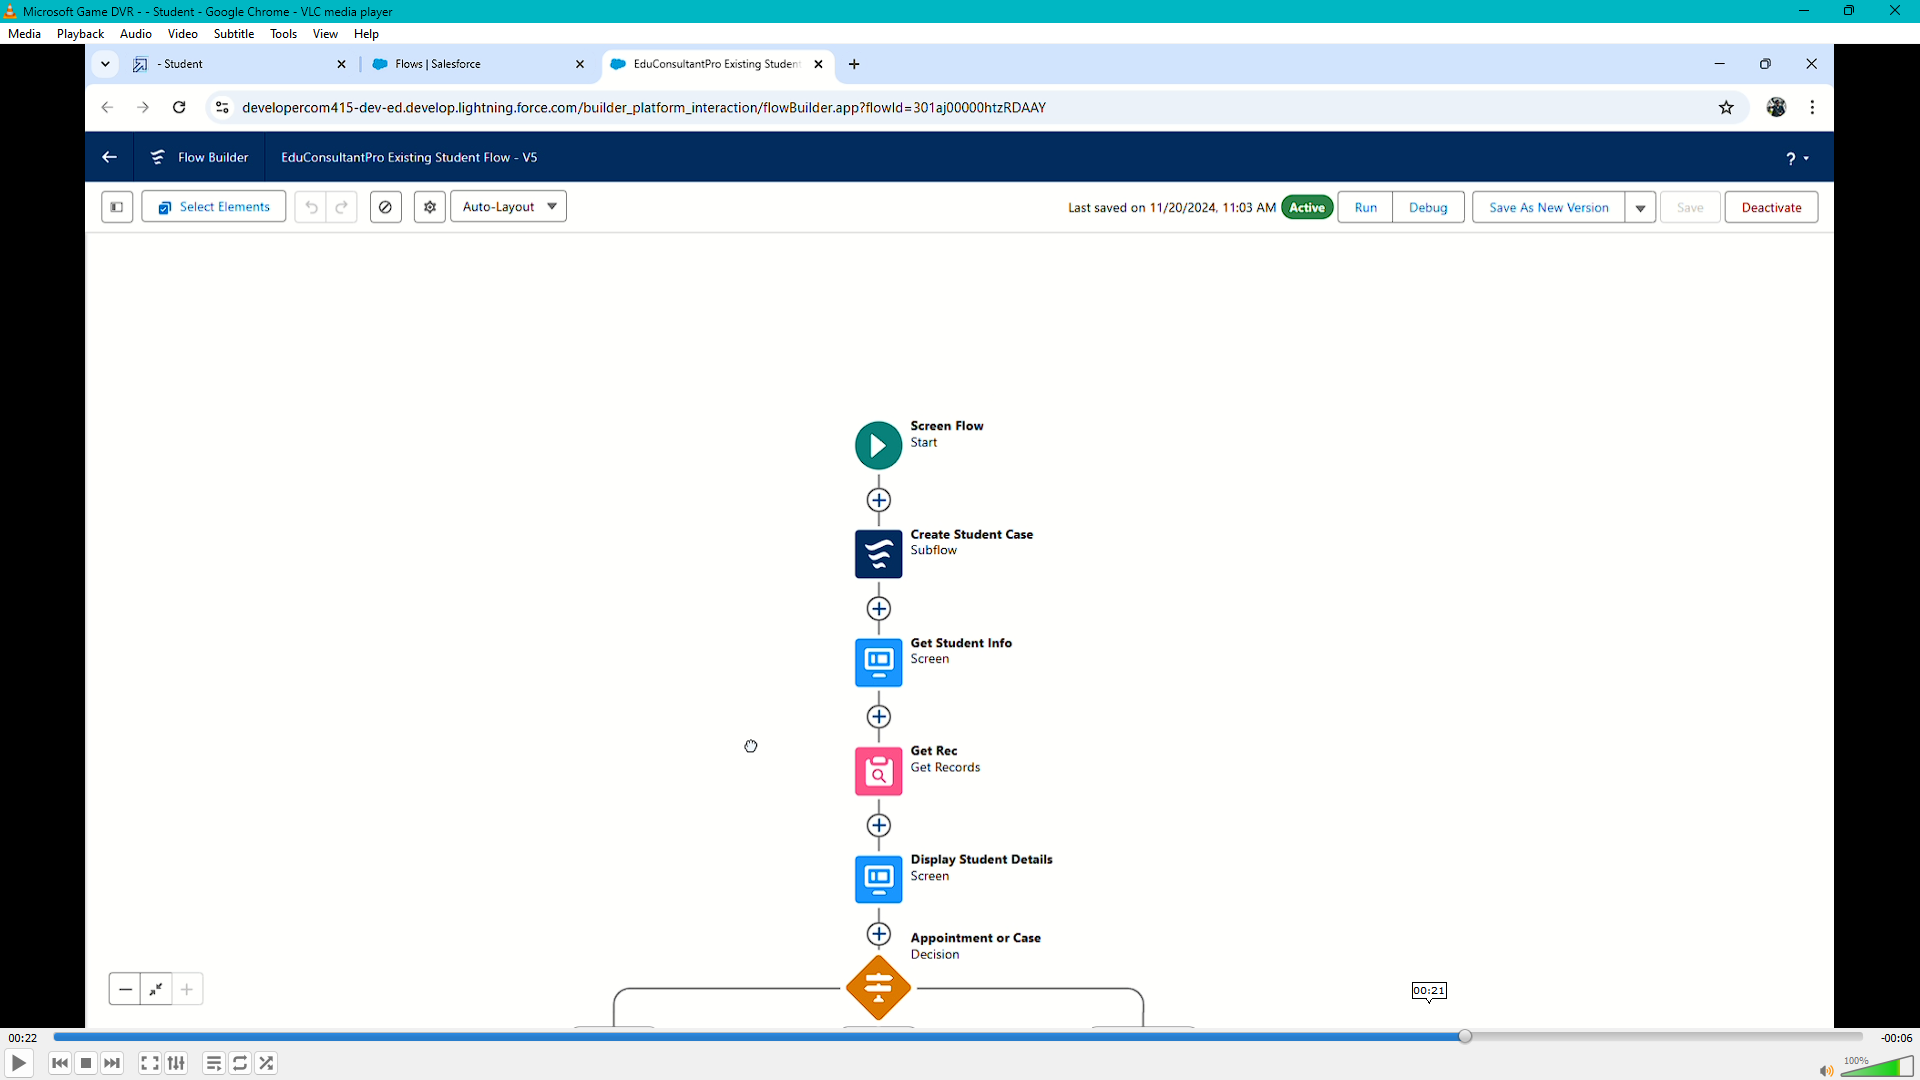 Microsoft Game DVR - - Student - Google Chrome - VLC media player
Media Playback Audio Video Subtitle Tools View Help
- Student
Flows | Salesforce
EduConsultantPro Existing Student
developercom415-dev-ed.develop.lightning.force.com/builder_platform_interaction/flowBuilder.app?flowId=301aj00000htzRDAAY
Flow Builder
EduConsultantPro Existing Student Flow - V5
?
Select Elements
Auto-Layout
Last saved on 11/20/2024, 11:03 AM
Active
Run
Debug
Save As New Version
Save
Deactivate
Screen Flow
Start
Create Student Case
Subflow
Get Student Info
Screen
Get Rec
Get Records
Display Student Details
Screen
Appointment or Case
Decision
00:21
00:22
-00:06
100%